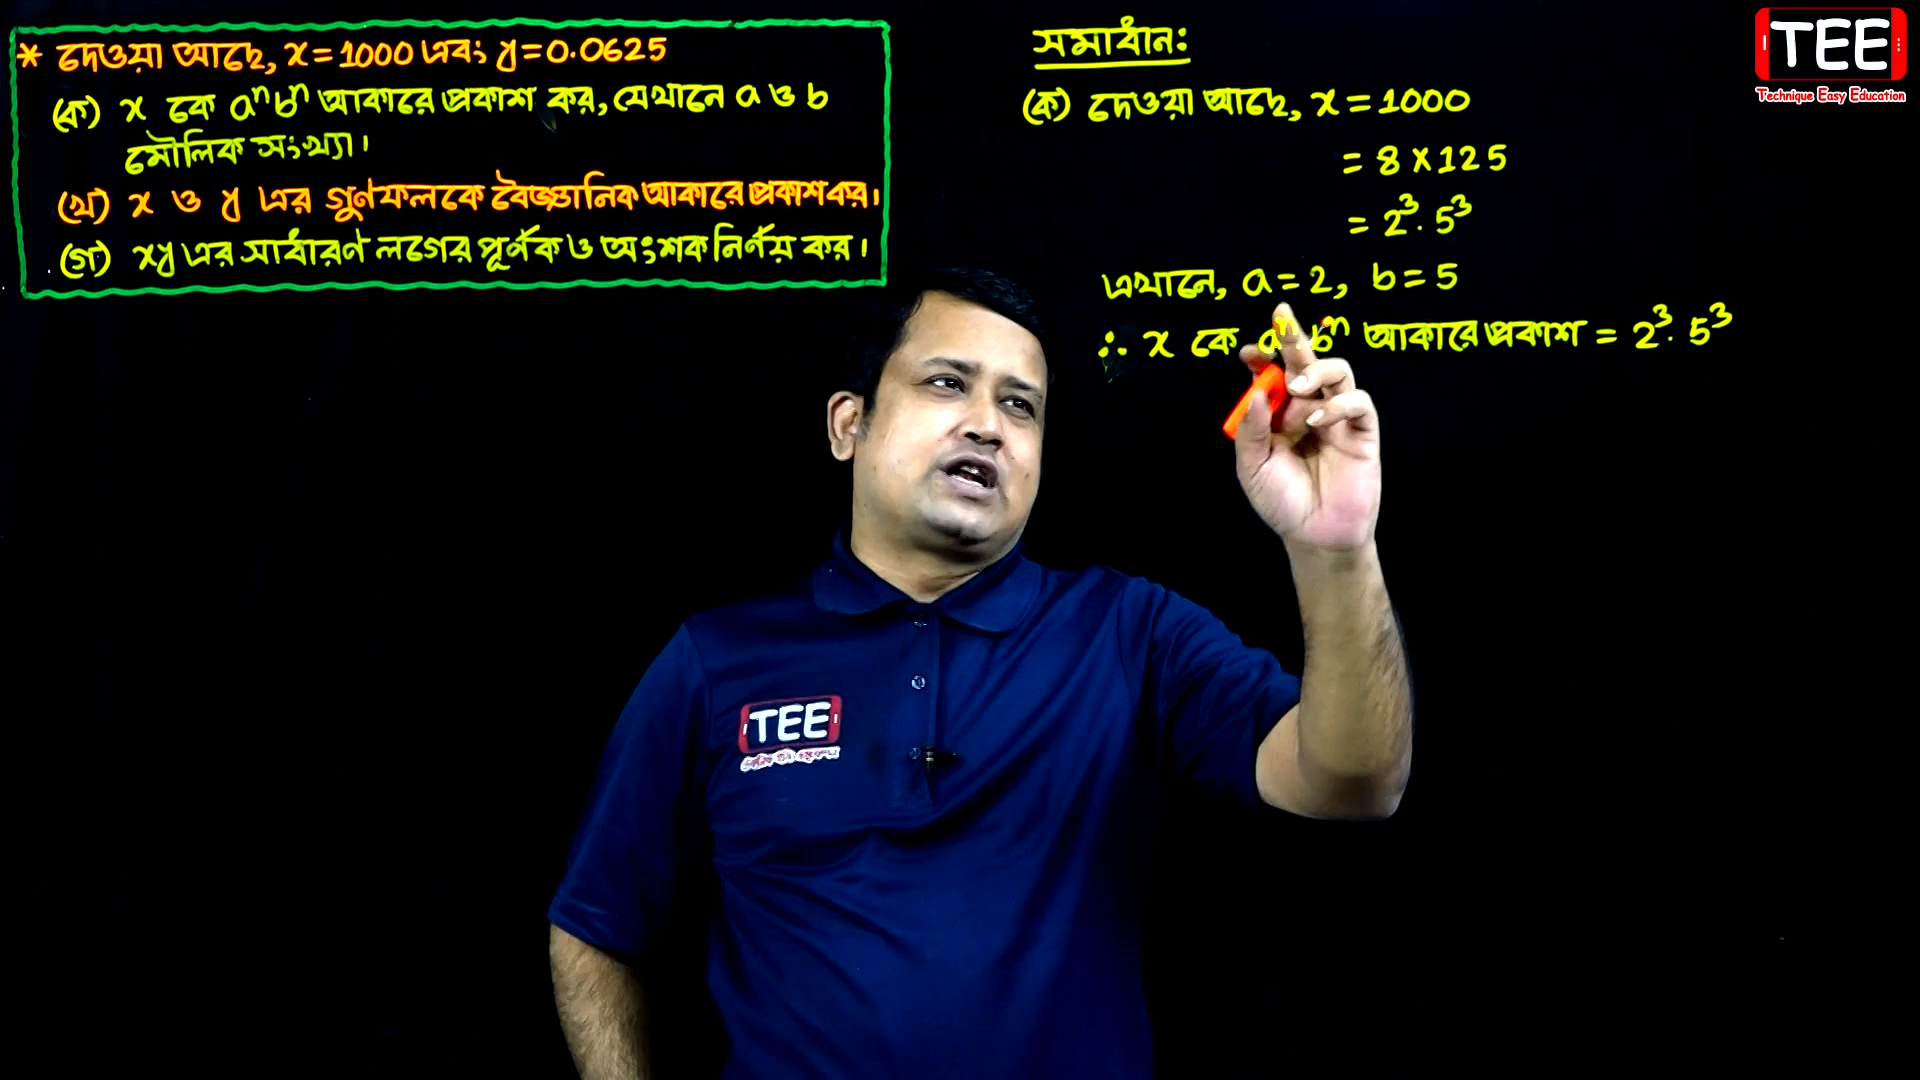 * দেওয়া আছে, x = 1000 এবং y = 0.0625
(ক) x কে aⁿbⁿ আকারে প্রকাশ কর, যেখানে a ও b
মৌলিক সংখ্যা।
(খ) x ও y এর গুণফলকে বৈজ্ঞানিক আকারে প্রকাশ কর।
(গ) xy এর সাধারণ লগের পূর্ণক ও অংশক নির্ণয় কর।
সমাধান:
(ক) দেওয়া আছে, x = 1000
= 8 × 125
= 2³. 5³
এখানে, a = 2, b = 5
∴ x কে aⁿ.bⁿ আকারে প্রকাশ = 2³. 5³
TEE
Technique Easy Education
TEE